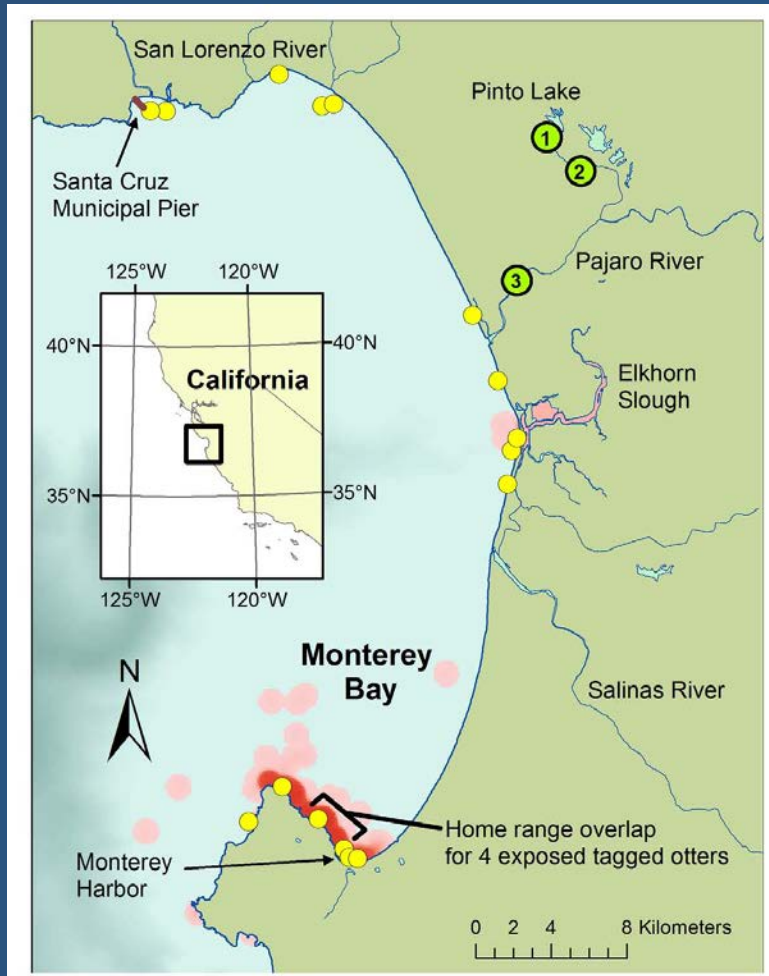 San Lorenzo River
Pinto Lake
1
2
Santa Cruz
Municipal Pier
Pajaro River
3
125°W
120°W
40°N
40°N
California
Elkhorn
Slough
35°N
35°N
125°W
120°W
N
Monterey
Bay
Salinas River
Home range overlap
for 4 exposed tagged otters
Monterey
Harbor
0 2 4 8 Kilometers